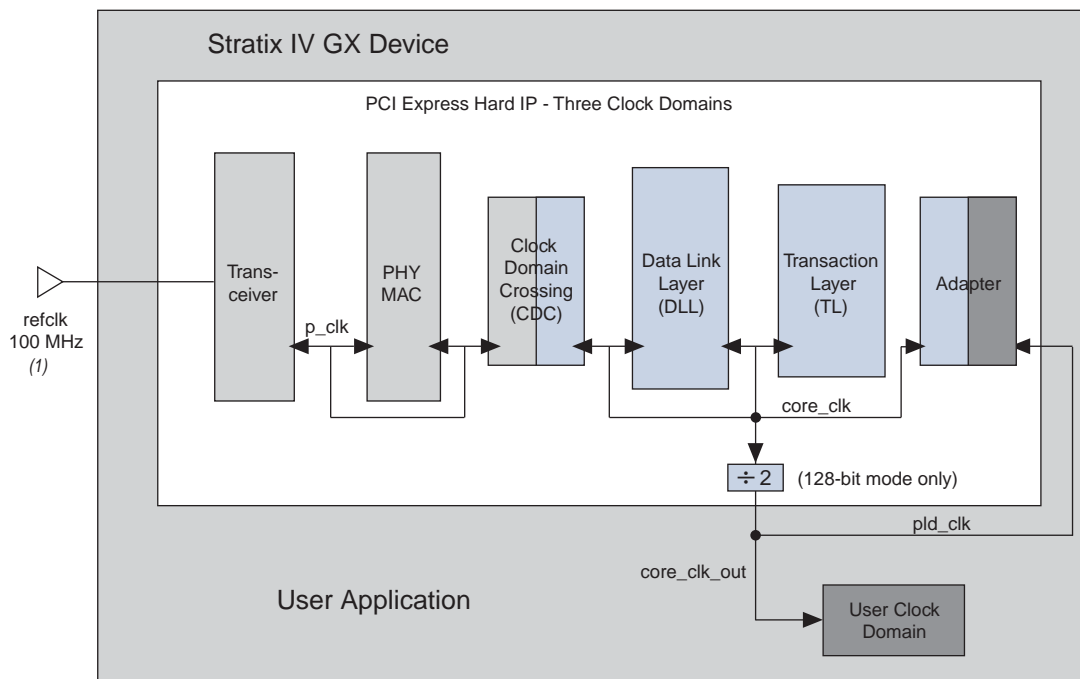 Stratix IV GX Device
PCI Express Hard IP - Three Clock Domains
Trans-
ceiver
PHY
MAC
Clock
Domain
Crossing
(CDC)
Data Link
Layer
(DLL)
Transaction
Layer
(TL)
Adapter
refclk
100 MHz
(1)
p_clk
core_clk
÷ 2
(128-bit mode only)
pld_clk
core_clk_out
User Application
User Clock
Domain